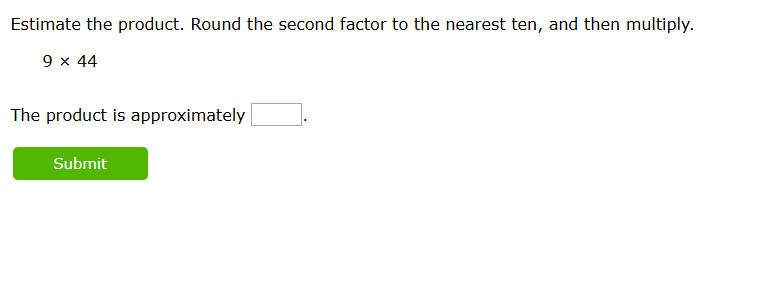 Estimate the product. Round the second factor to the nearest ten, and then multiply.
9 × 44
The product is approximately .
Submit